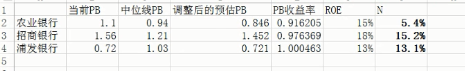 当前PB 中位线PB 调整后的预估PB PB收益率 ROE N
农业银行 1.1 0.94 0.846 0.916205 15% 5.4%
招商银行 1.56 1.21 1.452 0.976369 18% 15.2%
浦发银行 0.72 1.03 0.721 1.000463 13% 13.1%